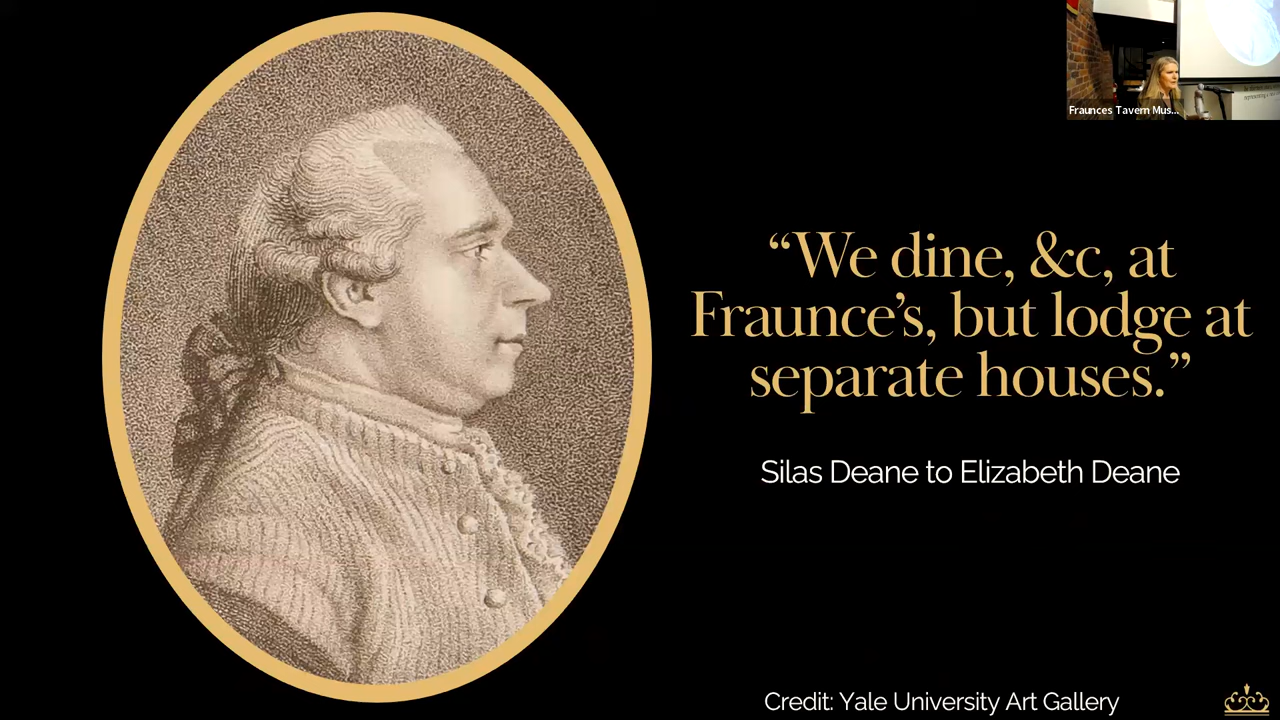 Fraunces Tavern Mus...
“We dine, &c, at
Fraunce’s, but lodge at
separate houses.”
Silas Deane to Elizabeth Deane
Credit: Yale University Art Gallery